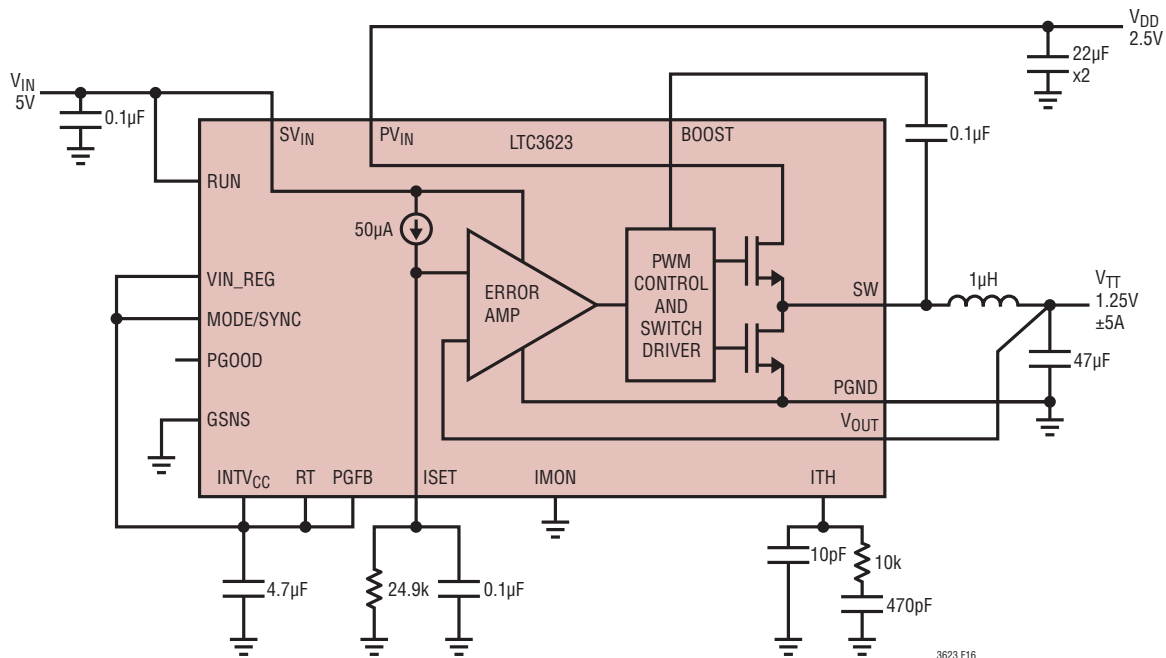 V_DD
2.5V
22µF
x2
V_IN
5V
0.1µF
SV_IN
PV_IN
LTC3623
BOOST
0.1µF
RUN
50µA
VIN_REG
MODE/SYNC
PGOOD
GSNS
ERROR
AMP
PWM
CONTROL
AND
SWITCH
DRIVER
SW
1µH
V_TT
1.25V
±5A
47µF
PGND
V_OUT
INTV_CC
RT
PGFB
ISET
IMON
ITH
4.7µF
24.9k
0.1µF
10pF
10k
470pF
3623 F16